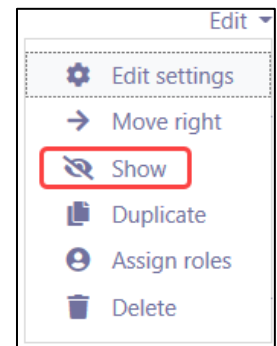 Edit
Edit settings
Move right
Show
Duplicate
Assign roles
Delete